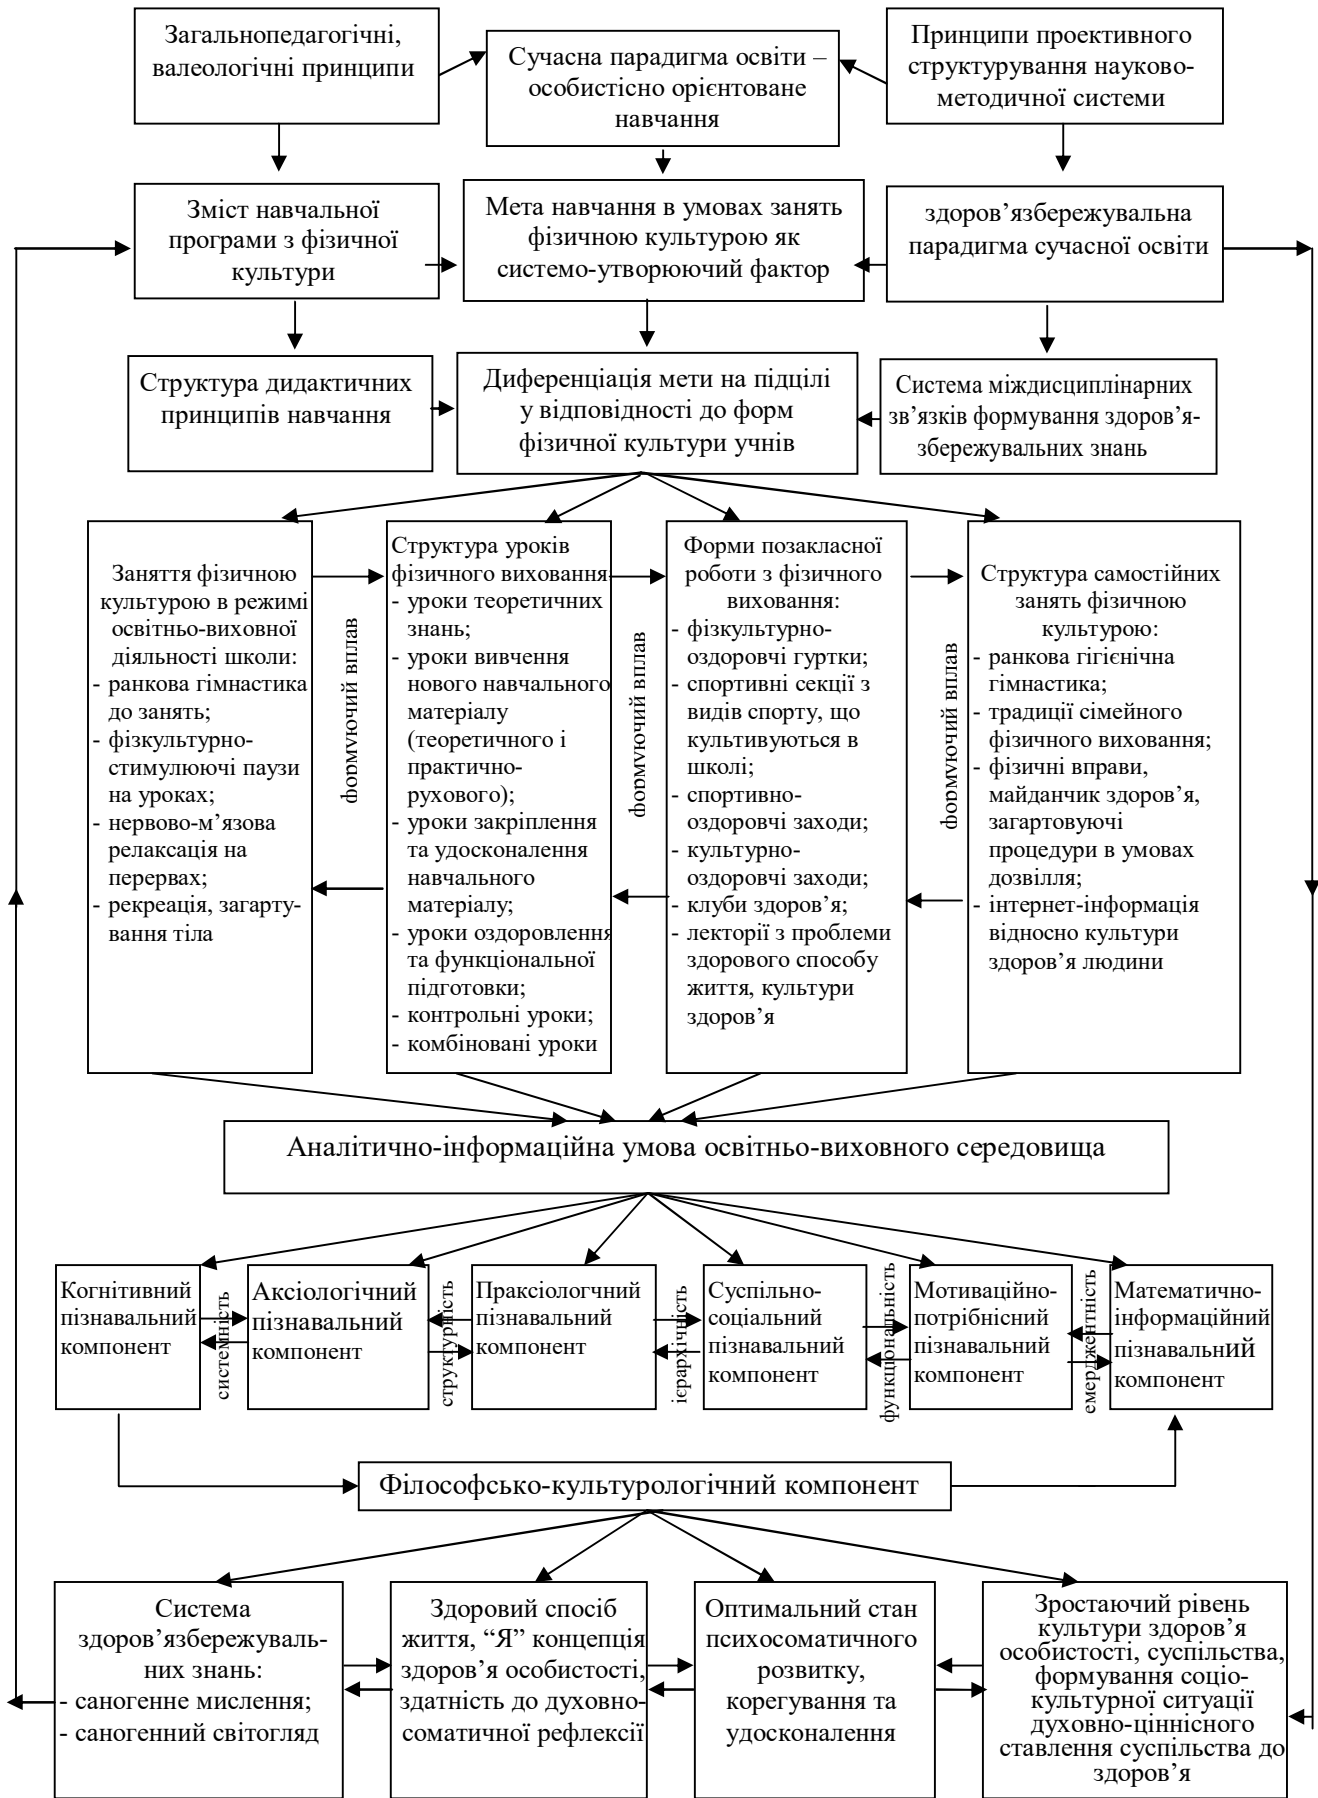 Загальнопедагогічні,
валеологічні принципи
Сучасна парадигма освіти –
особистісно орієнтоване
навчання
Принципи проективного
структурування науково-
методичної системи
Зміст навчальної
програми з фізичної
культури
Мета навчання в умовах занять
фізичною культурою як
системо-утворюючий фактор
здоров’язбережувальна
парадигма сучасної освіти
Структура дидактичних
принципів навчання
Диференціація мети на підцілі
у відповідності до форм
фізичної культури учнів
Система міждисциплінарних
зв’язків формування здоров’я-
збережувальних знань
Заняття фізичною
культурою в режимі
освітньо-виховної
діяльності школи:
- ранкова гімнастика
до занять;
- фізкультурно-
стимулюючі паузи
на уроках;
- нервово-м’язова
релаксація на
перервах;
- рекреація, загарту-
вання тіла
формуючий вплив
Структура уроків
фізичного виховання
- уроки теоретичних
знань;
- уроки вивчення
нового навчального
матеріалу
(теоретичного і
практично-
рухового);
- уроки закріплення
та удосконалення
навчального
матеріалу;
- уроки оздоровлення
та функціональної
підготовки;
- контрольні уроки;
- комбіновані уроки
формуючий вплив
Форми позакласної
роботи з фізичного
виховання:
- фізкультурно-
оздоровчі гуртки;
- спортивні секції з
видів спорту, що
культивуються в
школі;
- спортивно-
оздоровчі заходи;
- культурно-
оздоровчі заходи;
- клуби здоров’я;
- лекторії з проблеми
здорового способу
життя, культури
здоров’я
формуючий вплив
Структура самостійних
занять фізичною
культурою:
- ранкова гігієнічна
гімнастика;
- традиції сімейного
фізичного виховання;
- фізичні вправи,
майданчик здоров’я,
загартовуючі
процедури в умовах
дозвілля;
- інтернет-інформація
відносно культури
здоров’я людини
Аналітично-інформаційна умова освітньо-виховного середовища
Когнітивний
пізнавальний
компонент
системність
Аксіологічний
пізнавальний
компонент
структурність
Праксіологчний
пізнавальний
компонент
ієрархічність
Суспільно-
соціальний
пізнавальний
компонент
функціональність
Мотиваційно-
потрібнісний
пізнавальний
компонент
емерджентність
Математично-
інформаційний
пізнавальний
компонент
Філософсько-культурологічний компонент
Система
здоров’язбережуваль-
них знань:
- саногенне мислення;
- саногенний світогляд
Здоровий спосіб
життя, “Я” концепція
здоров’я особистості,
здатність до духовно-
соматичної рефлексії
Оптимальний стан
психосоматичного
розвитку,
корегування та
удосконалення
Зростаючий рівень
культури здоров’я
особистості, суспільства,
формування соціо-
культурної ситуації
духовно-ціннісного
ставлення суспільства до
здоров’я